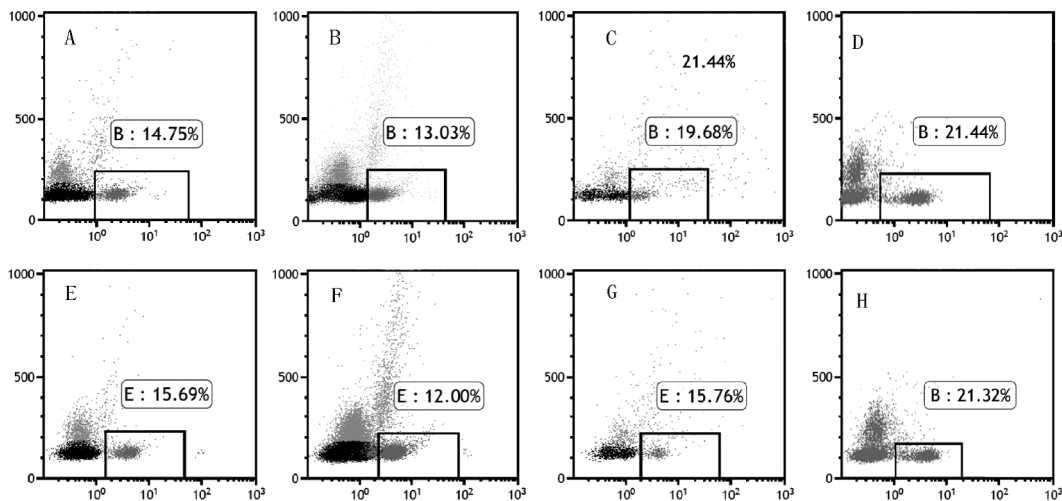 1000 1000 1000 1000
A B C D
21.44%
500 500 500 500
B : 14.75% B : 13.03% B : 19.68% B : 21.44%
0 0 0 0
10⁰ 10¹ 10² 10³ 10⁰ 10¹ 10² 10³ 10⁰ 10¹ 10² 10³ 10⁰ 10¹ 10² 10³
1000 1000 1000 1000
E F G H
500 500 500 500
E : 15.69% E : 12.00% E : 15.76% B : 21.32%
0 0 0 0
10⁰ 10¹ 10² 10³ 10⁰ 10¹ 10² 10³ 10⁰ 10¹ 10² 10³ 10⁰ 10¹ 10² 10³